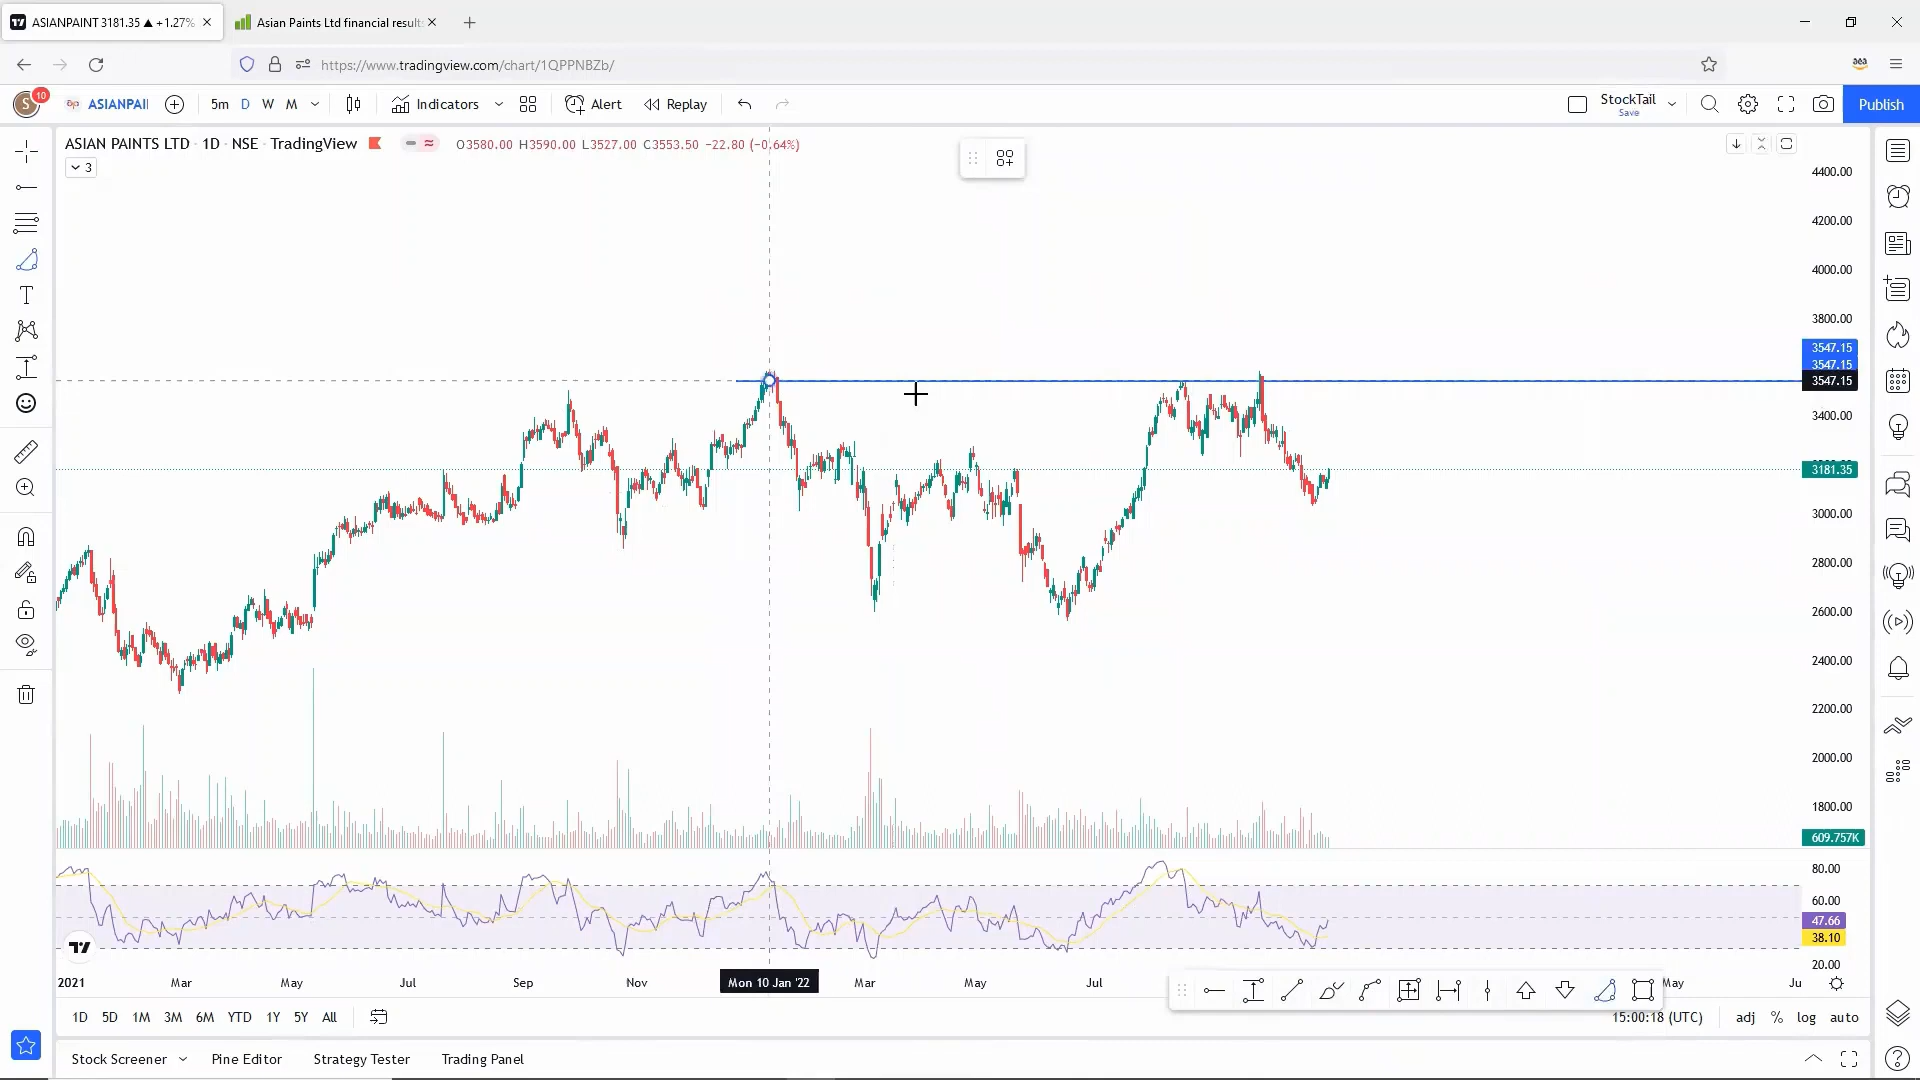 ASIANPAINT 3181.35 ▲ +1.27%
Asian Paints Ltd financial results
https://www.tradingview.com/chart/1QPPNBZb/
S 10 ASIANPAI 5m D W M Indicators Alert Replay StockTail Save Publish
ASIAN PAINTS LTD · 1D · NSE · TradingView O3580.00 H3590.00 L3527.00 C3553.50 −22.80 (−0.64%)
3
4400.00
4200.00
4000.00
3800.00
3547.15
3547.15
3547.15
3400.00
3181.35
3000.00
2800.00
2600.00
2400.00
2200.00
2000.00
1800.00
609.757K
80.00
60.00
47.66
38.10
20.00
2021 Mar May Jul Sep Nov Mon 10 Jan '22 Mar May Jul May Ju
1D 5D 1M 3M 6M YTD 1Y 5Y All 15:00:18 (UTC) adj % log auto
Stock Screener Pine Editor Strategy Tester Trading Panel